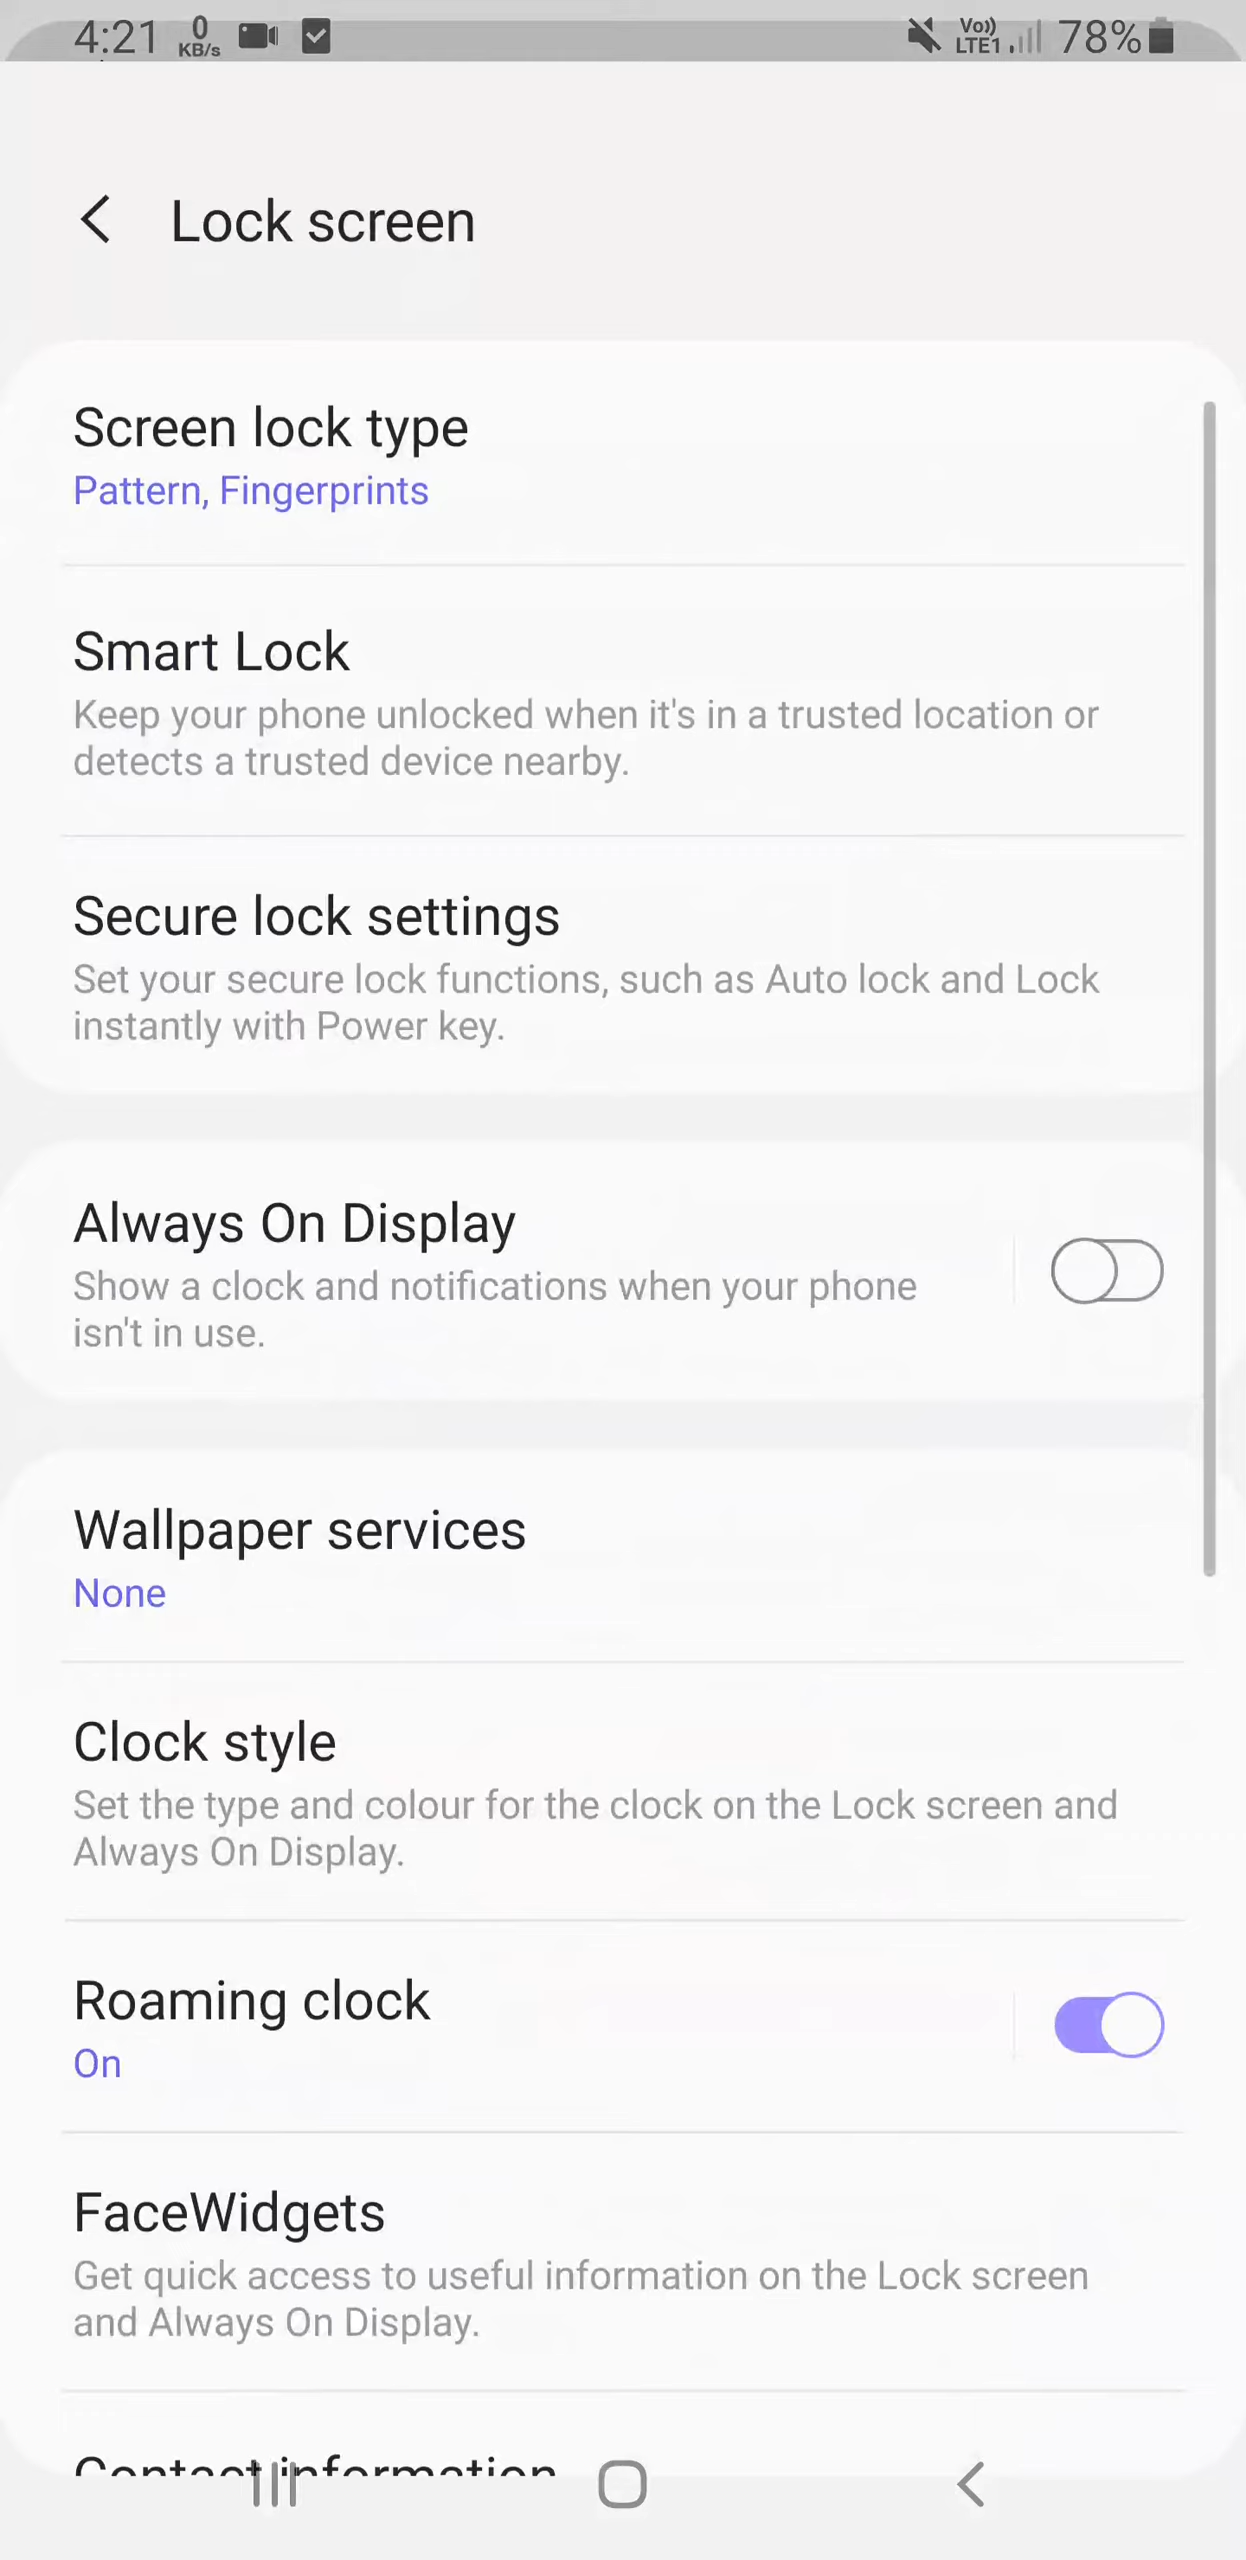 4:21 0 KB/s Vo)) LTE1 78%
Lock screen
Screen lock type
Pattern, Fingerprints
Smart Lock
Keep your phone unlocked when it's in a trusted location or
detects a trusted device nearby.
Secure lock settings
Set your secure lock functions, such as Auto lock and Lock
instantly with Power key.
Always On Display
Show a clock and notifications when your phone
isn't in use.
Wallpaper services
None
Clock style
Set the type and colour for the clock on the Lock screen and
Always On Display.
Roaming clock
On
FaceWidgets
Get quick access to useful information on the Lock screen
and Always On Display.
Contact information